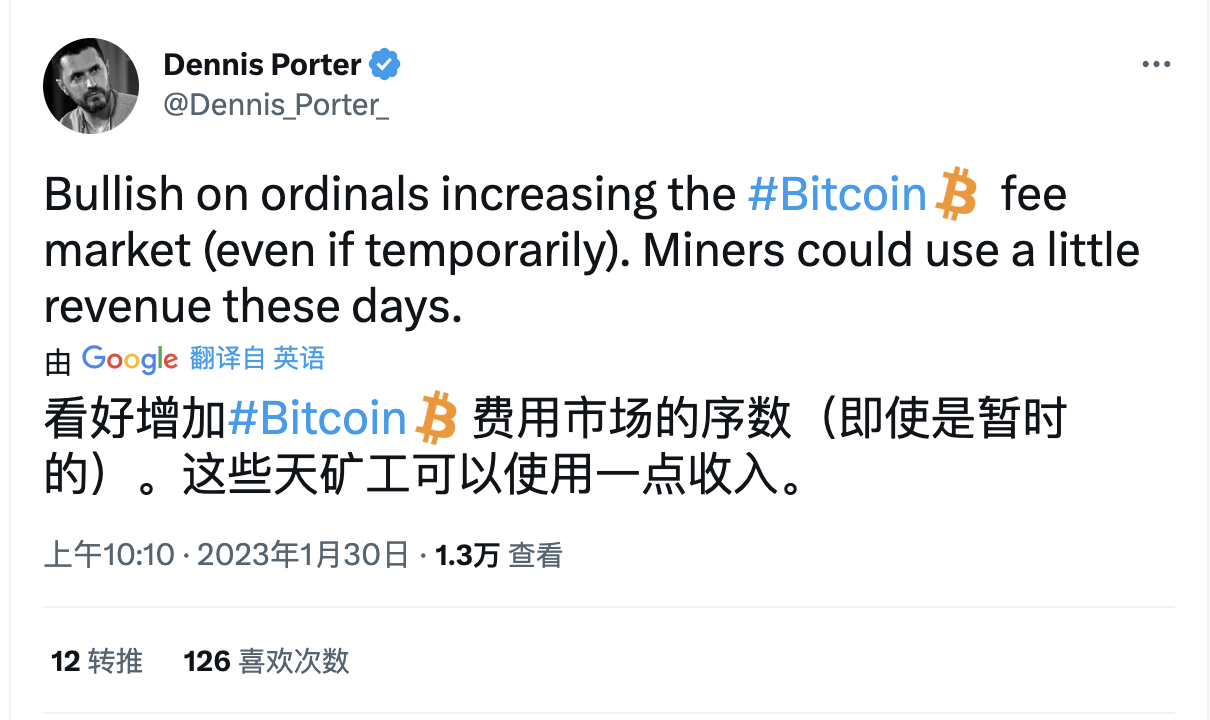 Dennis Porter
@Dennis_Porter_
Bullish on ordinals increasing the #Bitcoin fee
market (even if temporarily). Miners could use a little
revenue these days.
由 Google 翻译自 英语
看好增加#Bitcoin 费用市场的序数（即使是暂时
的）。这些天矿工可以使用一点收入。
上午10:10 · 2023年1月30日 · 1.3万 查看
12 转推 126 喜欢次数